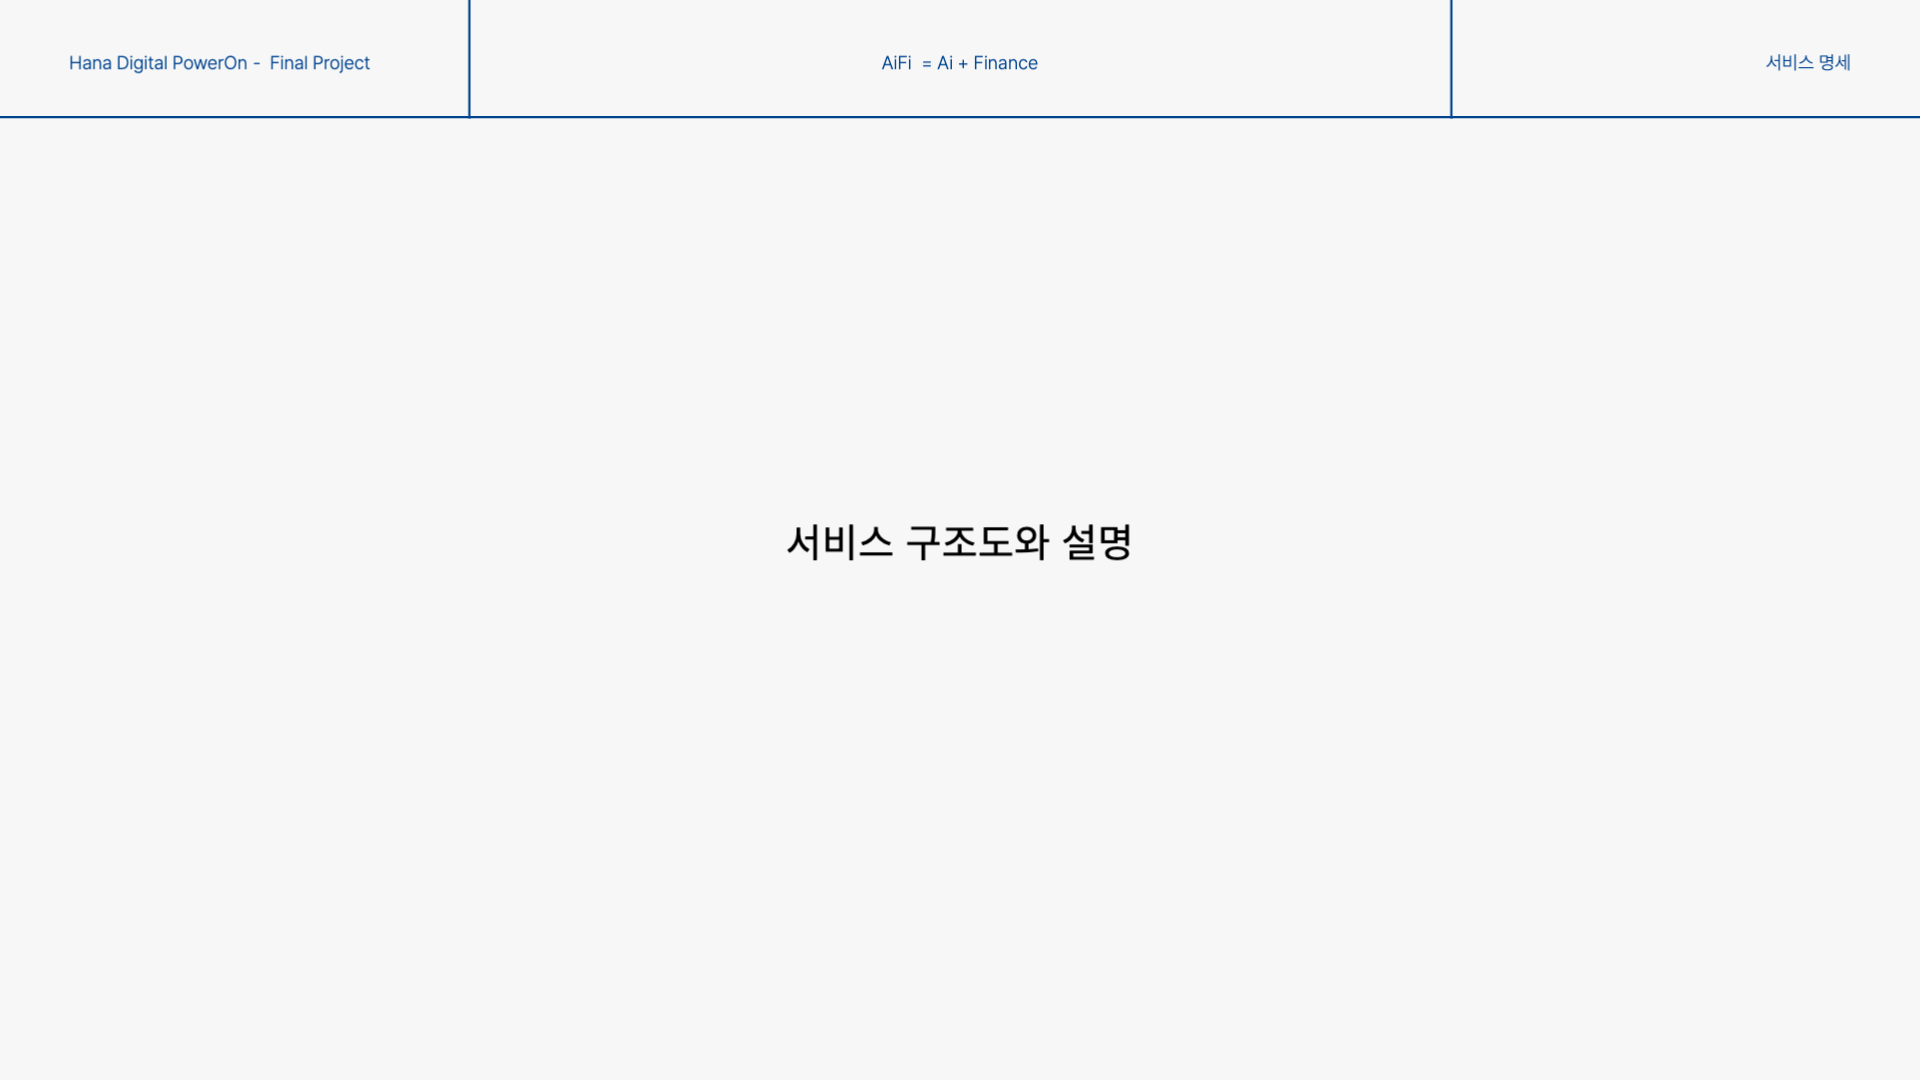 Hana Digital PowerOn -  Final Project
AiFi  = Ai + Finance
서비스 명세
서비스 구조도와 설명